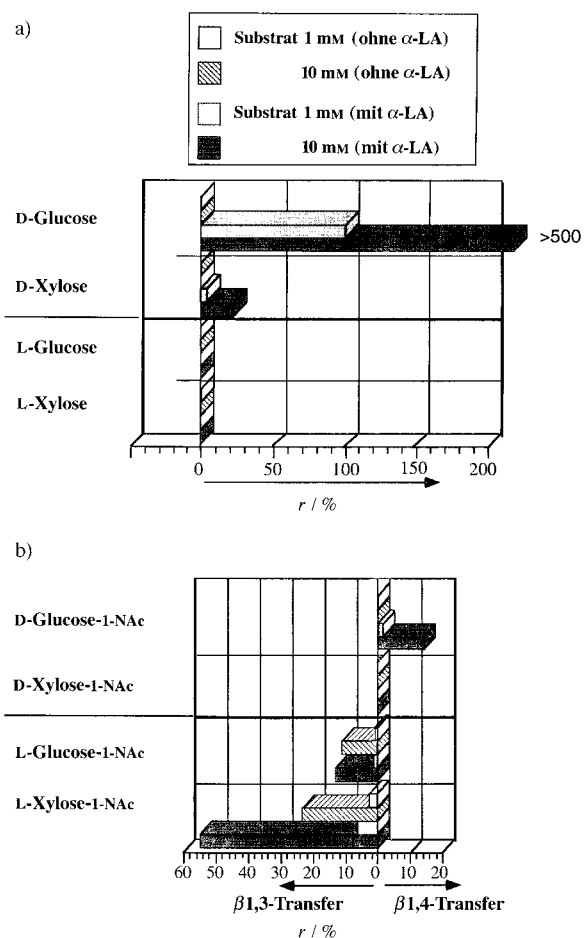 a)
Substrat 1 mM (ohne α-LA)
10 mM (ohne α-LA)
Substrat 1 mM (mit α-LA)
10 mM (mit α-LA)
D-Glucose
>500
D-Xylose
L-Glucose
L-Xylose
0 50 100 150 200
r / %
b)
D-Glucose-1-NAc
D-Xylose-1-NAc
L-Glucose-1-NAc
L-Xylose-1-NAc
60 50 40 30 20 10 0 10 20
β1,3-Transfer β1,4-Transfer
r / %